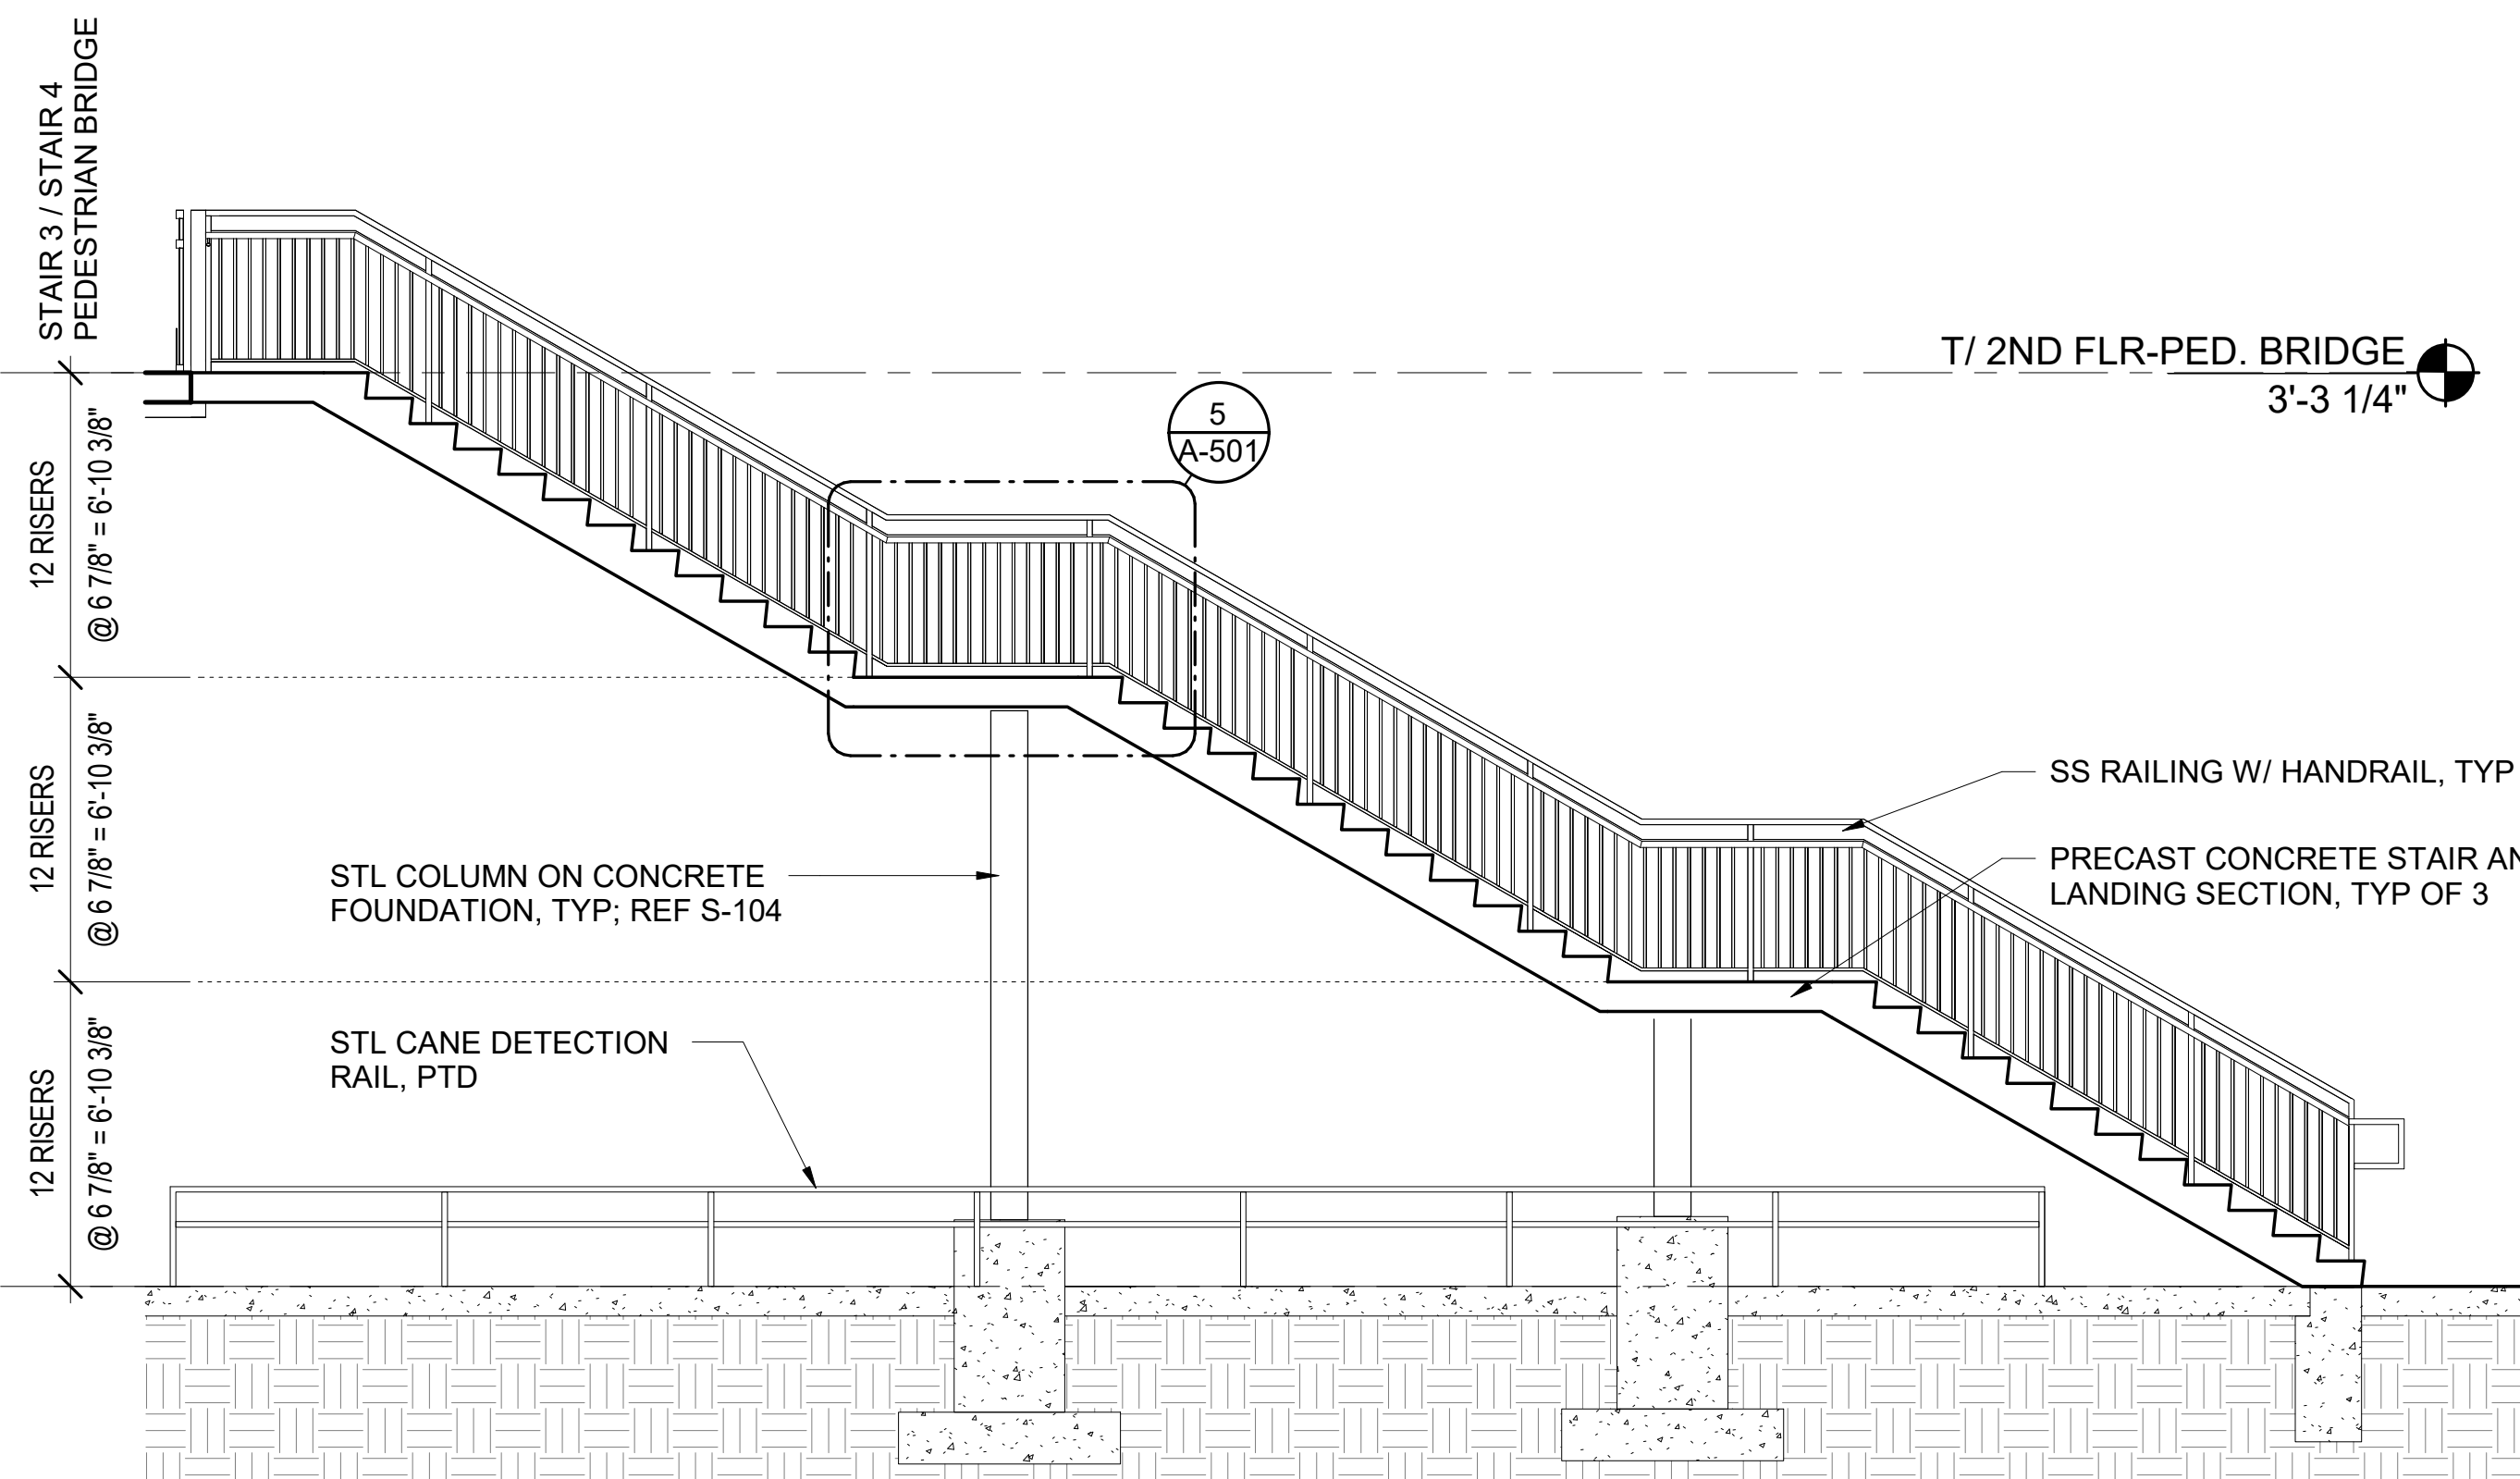 STAIR 3 / STAIR 4
PEDESTRIAN BRIDGE
T/ 2ND FLR-PED. BRIDGE
3'-3 1/4"
5
A-501
12 RISERS
@ 6 7/8" = 6'-10 3/8"
12 RISERS
@ 6 7/8" = 6'-10 3/8"
SS RAILING W/ HANDRAIL, TYP
PRECAST CONCRETE STAIR AN
LANDING SECTION, TYP OF 3
STL COLUMN ON CONCRETE
FOUNDATION, TYP; REF S-104
STL CANE DETECTION
RAIL, PTD
12 RISERS
@ 6 7/8" = 6'-10 3/8"